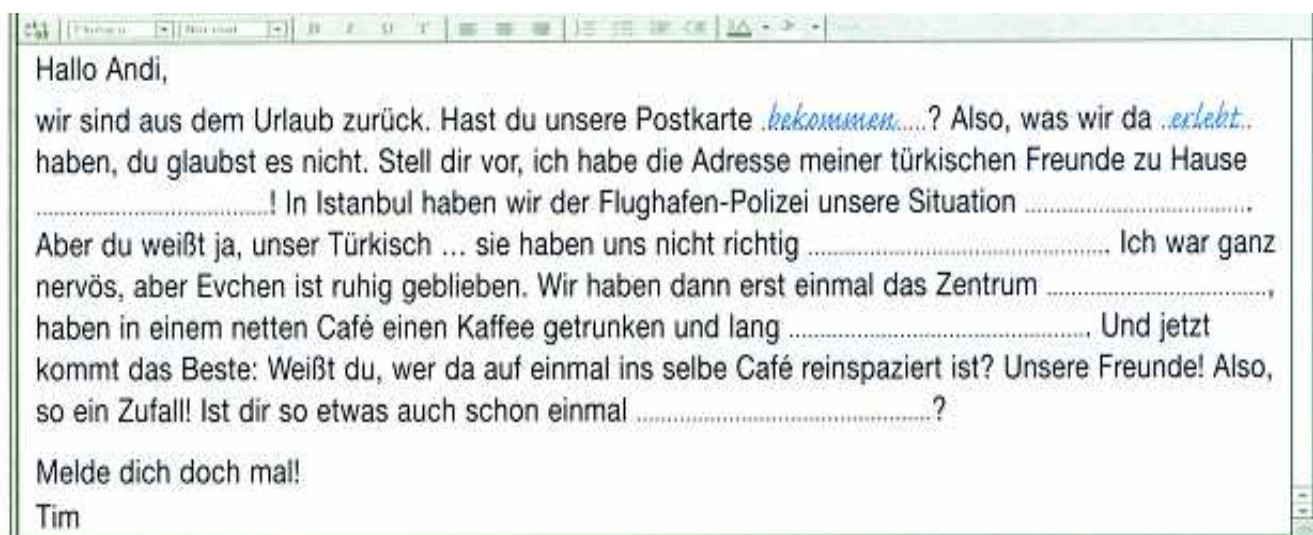 Hallo Andi,
wir sind aus dem Urlaub zurück. Hast du unsere Postkarte bekommen? Also, was wir da erlebt
haben, du glaubst es nicht. Stell dir vor, ich habe die Adresse meiner türkischen Freunde zu Hause
....................................! In Istanbul haben wir der Flughafen-Polizei unsere Situation ....................................
Aber du weißt ja, unser Türkisch ... sie haben uns nicht richtig .................................... Ich war ganz
nervös, aber Evchen ist ruhig geblieben. Wir haben dann erst einmal das Zentrum ....................................,
haben in einem netten Café einen Kaffee getrunken und lang .................................... Und jetzt
kommt das Beste: Weißt du, wer da auf einmal ins selbe Café reinspaziert ist? Unsere Freunde! Also,
so ein Zufall! Ist dir so etwas auch schon einmal ....................................?
Melde dich doch mal!
Tim